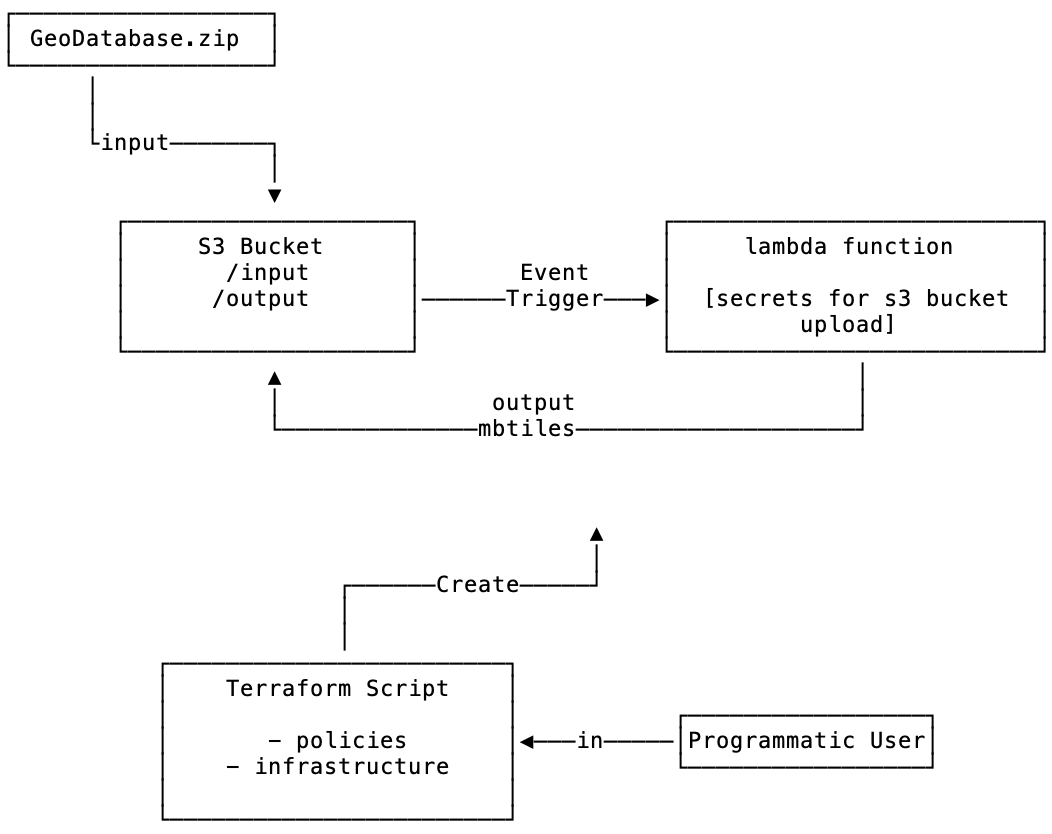 GeoDatabase.zip
input
S3 Bucket
/input
/output
Event
Trigger
lambda function
[secrets for s3 bucket
upload]
output
mbtiles
Create
Terraform Script
– policies
– infrastructure
in
Programmatic User